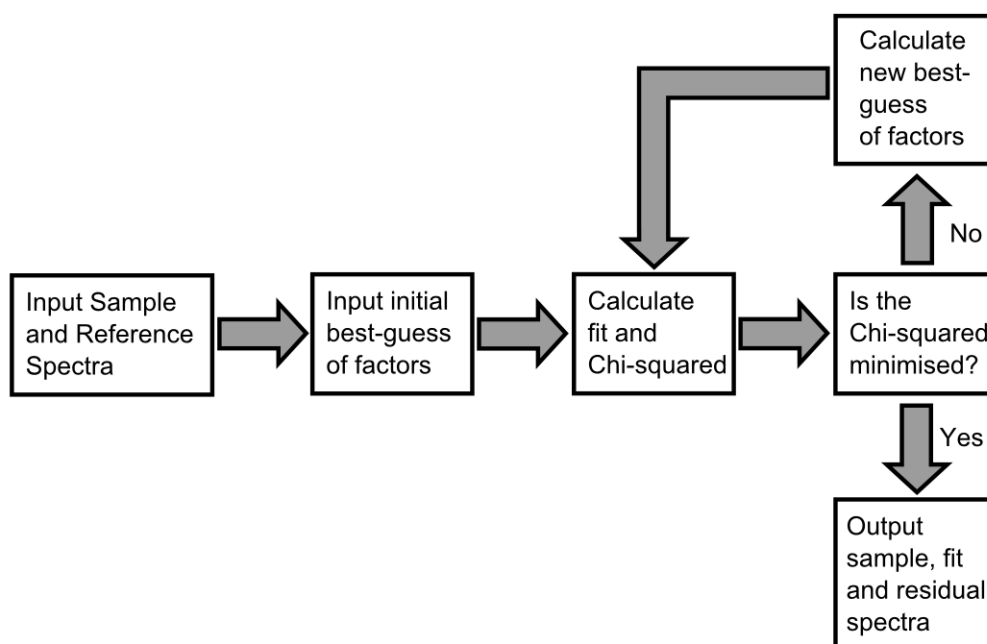 Calculate
new best-
guess
of factors
No
Input Sample
and Reference
Spectra
Input initial
best-guess
of factors
Calculate
fit and
Chi-squared
Is the
Chi-squared
minimised?
Yes
Output
sample, fit
and residual
spectra